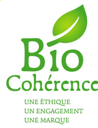 Bio
Cohérence
UNE ÉTHIQUE
UN ENGAGEMENT
UNE MARQUE